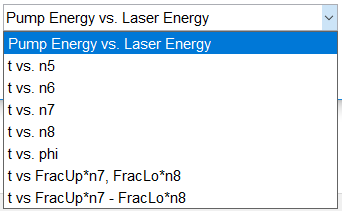 Pump Energy vs. Laser Energy
Pump Energy vs. Laser Energy
t vs. n5
t vs. n6
t vs. n7
t vs. n8
t vs. phi
t vs FracUp*n7, FracLo*n8
t vs FracUp*n7 - FracLo*n8